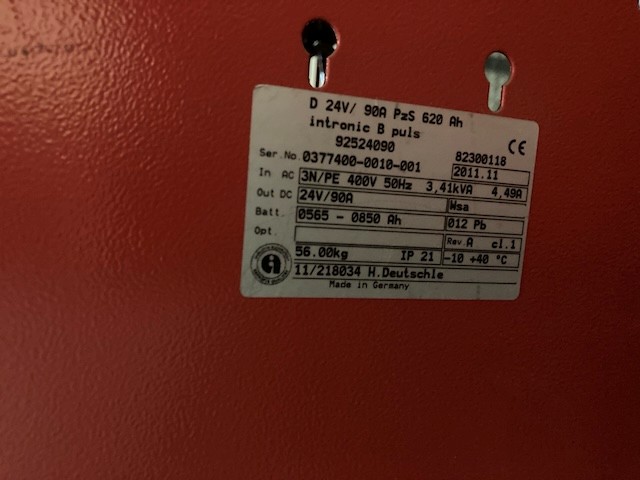 D 24V/ 90A PzS 620 Ah
intronic B puls
92524090
82300118
Ser.No.0377400-0010-001
2011.11
In AC 3N/PE 400V 50Hz 3,41kVA 4,49A
Out DC 24V/90A
Wsa
Batt. 0565 - 0850 Ah
012 Pb
Opt.
Rev.A cl.1
56.00kg IP 21
-10 +40 °C
11/218034 H.Deutschle
Made in Germany
CE